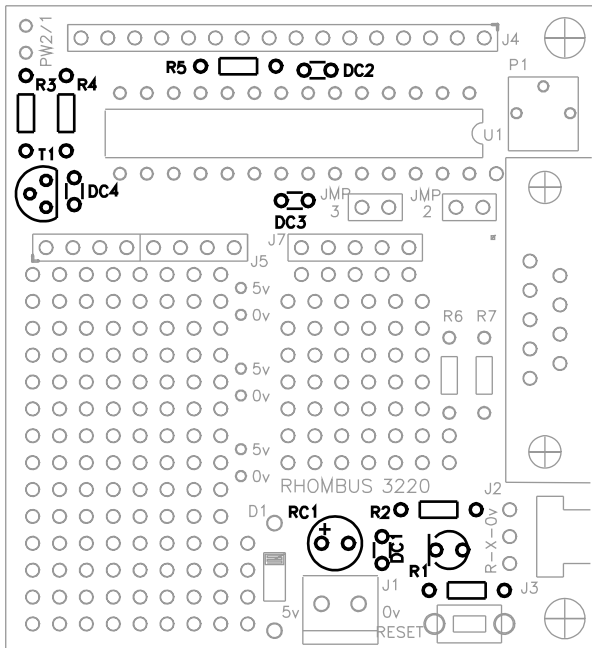 PW2/1
J4
R5
DC2
P1
R3 R4
U1
T1
DC4
JMP
3
JMP
2
DC3
J7
J5
5v
0v
R6 R7
5v
0v
5v
0v
RHOMBUS 3220
J2
D1
RC1
+
R2
R-X-0v
DC1
R1
J1
J3
5v
0v
RESET